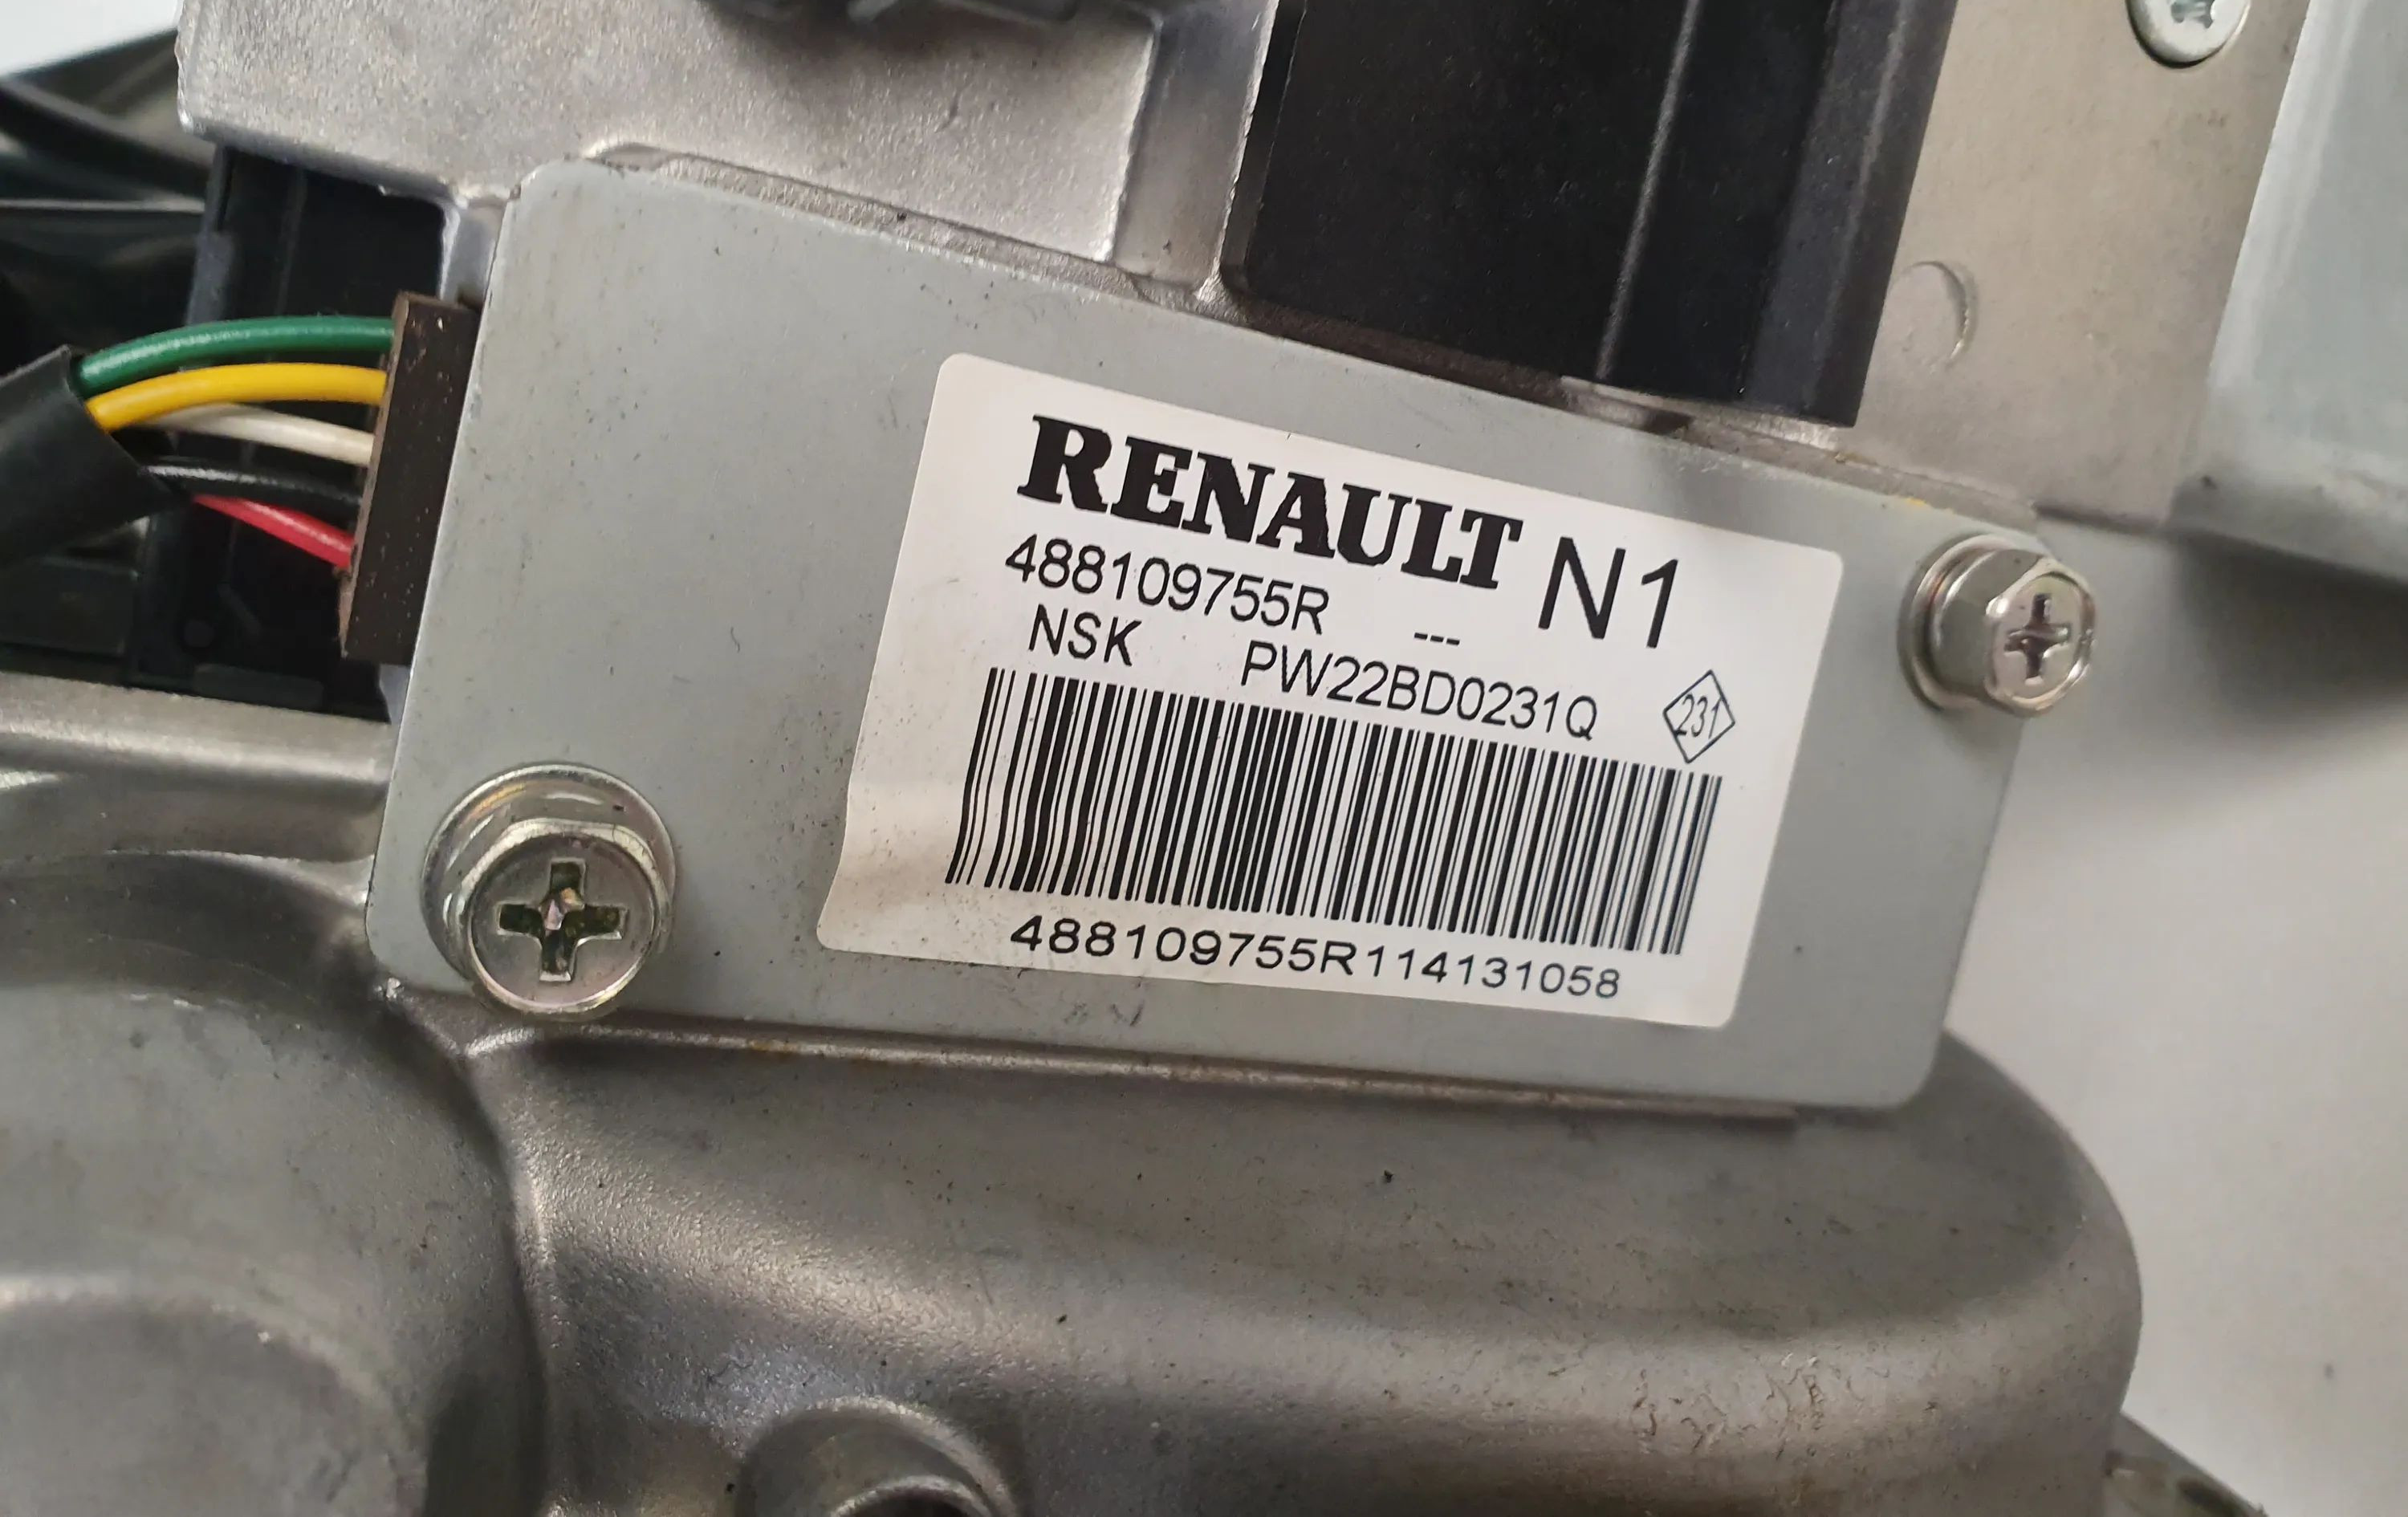 RENAULT N1
488109755R ---
NSK PW22BD0231Q 231
488109755R114131058